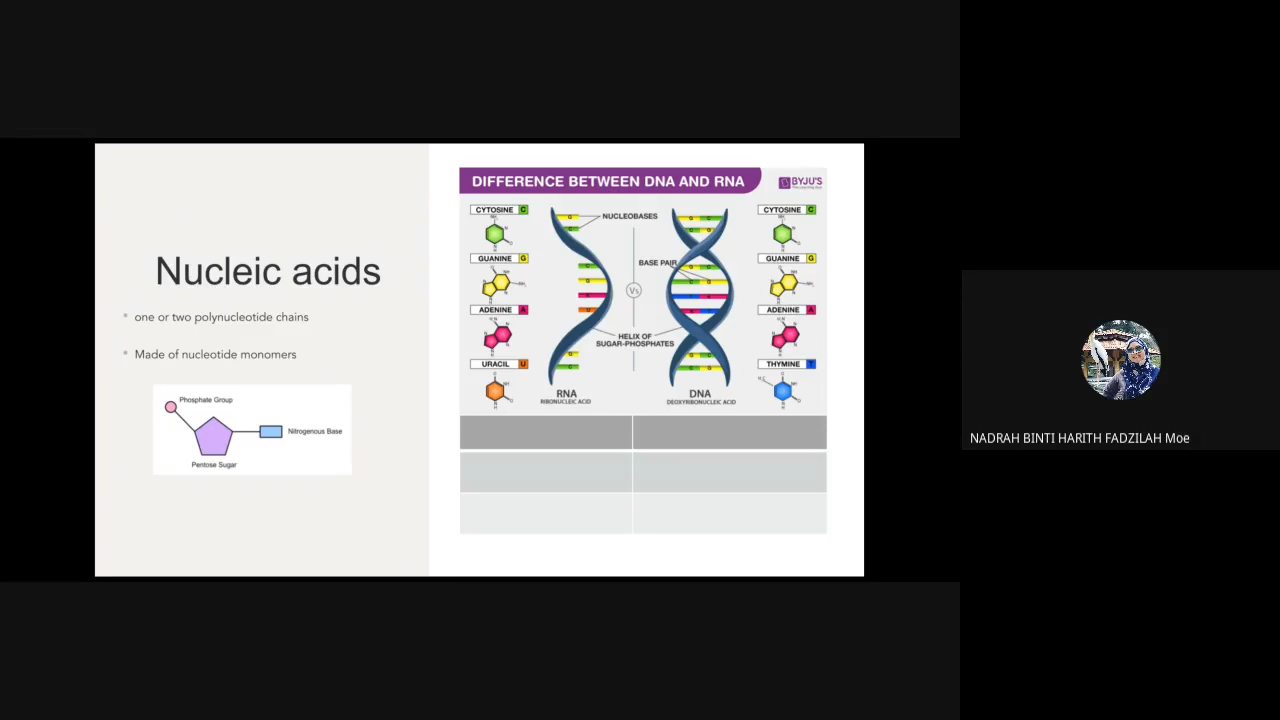 Nucleic acids
one or two polynucleotide chains
Made of nucleotide monomers
Phosphate Group
Nitrogenous Base
Pentose Sugar
DIFFERENCE BETWEEN DNA AND RNA
BYJU'S
CYTOSINE C
GUANINE G
ADENINE A
URACIL U
NUCLEOBASES
BASE PAIR
Vs
HELIX OF
SUGAR-PHOSPHATES
RNA
RIBONUCLEIC ACID
DNA
DEOXYRIBONUCLEIC ACID
CYTOSINE C
GUANINE G
ADENINE A
THYMINE T
NADRAH BINTI HARITH FADZILAH Moe